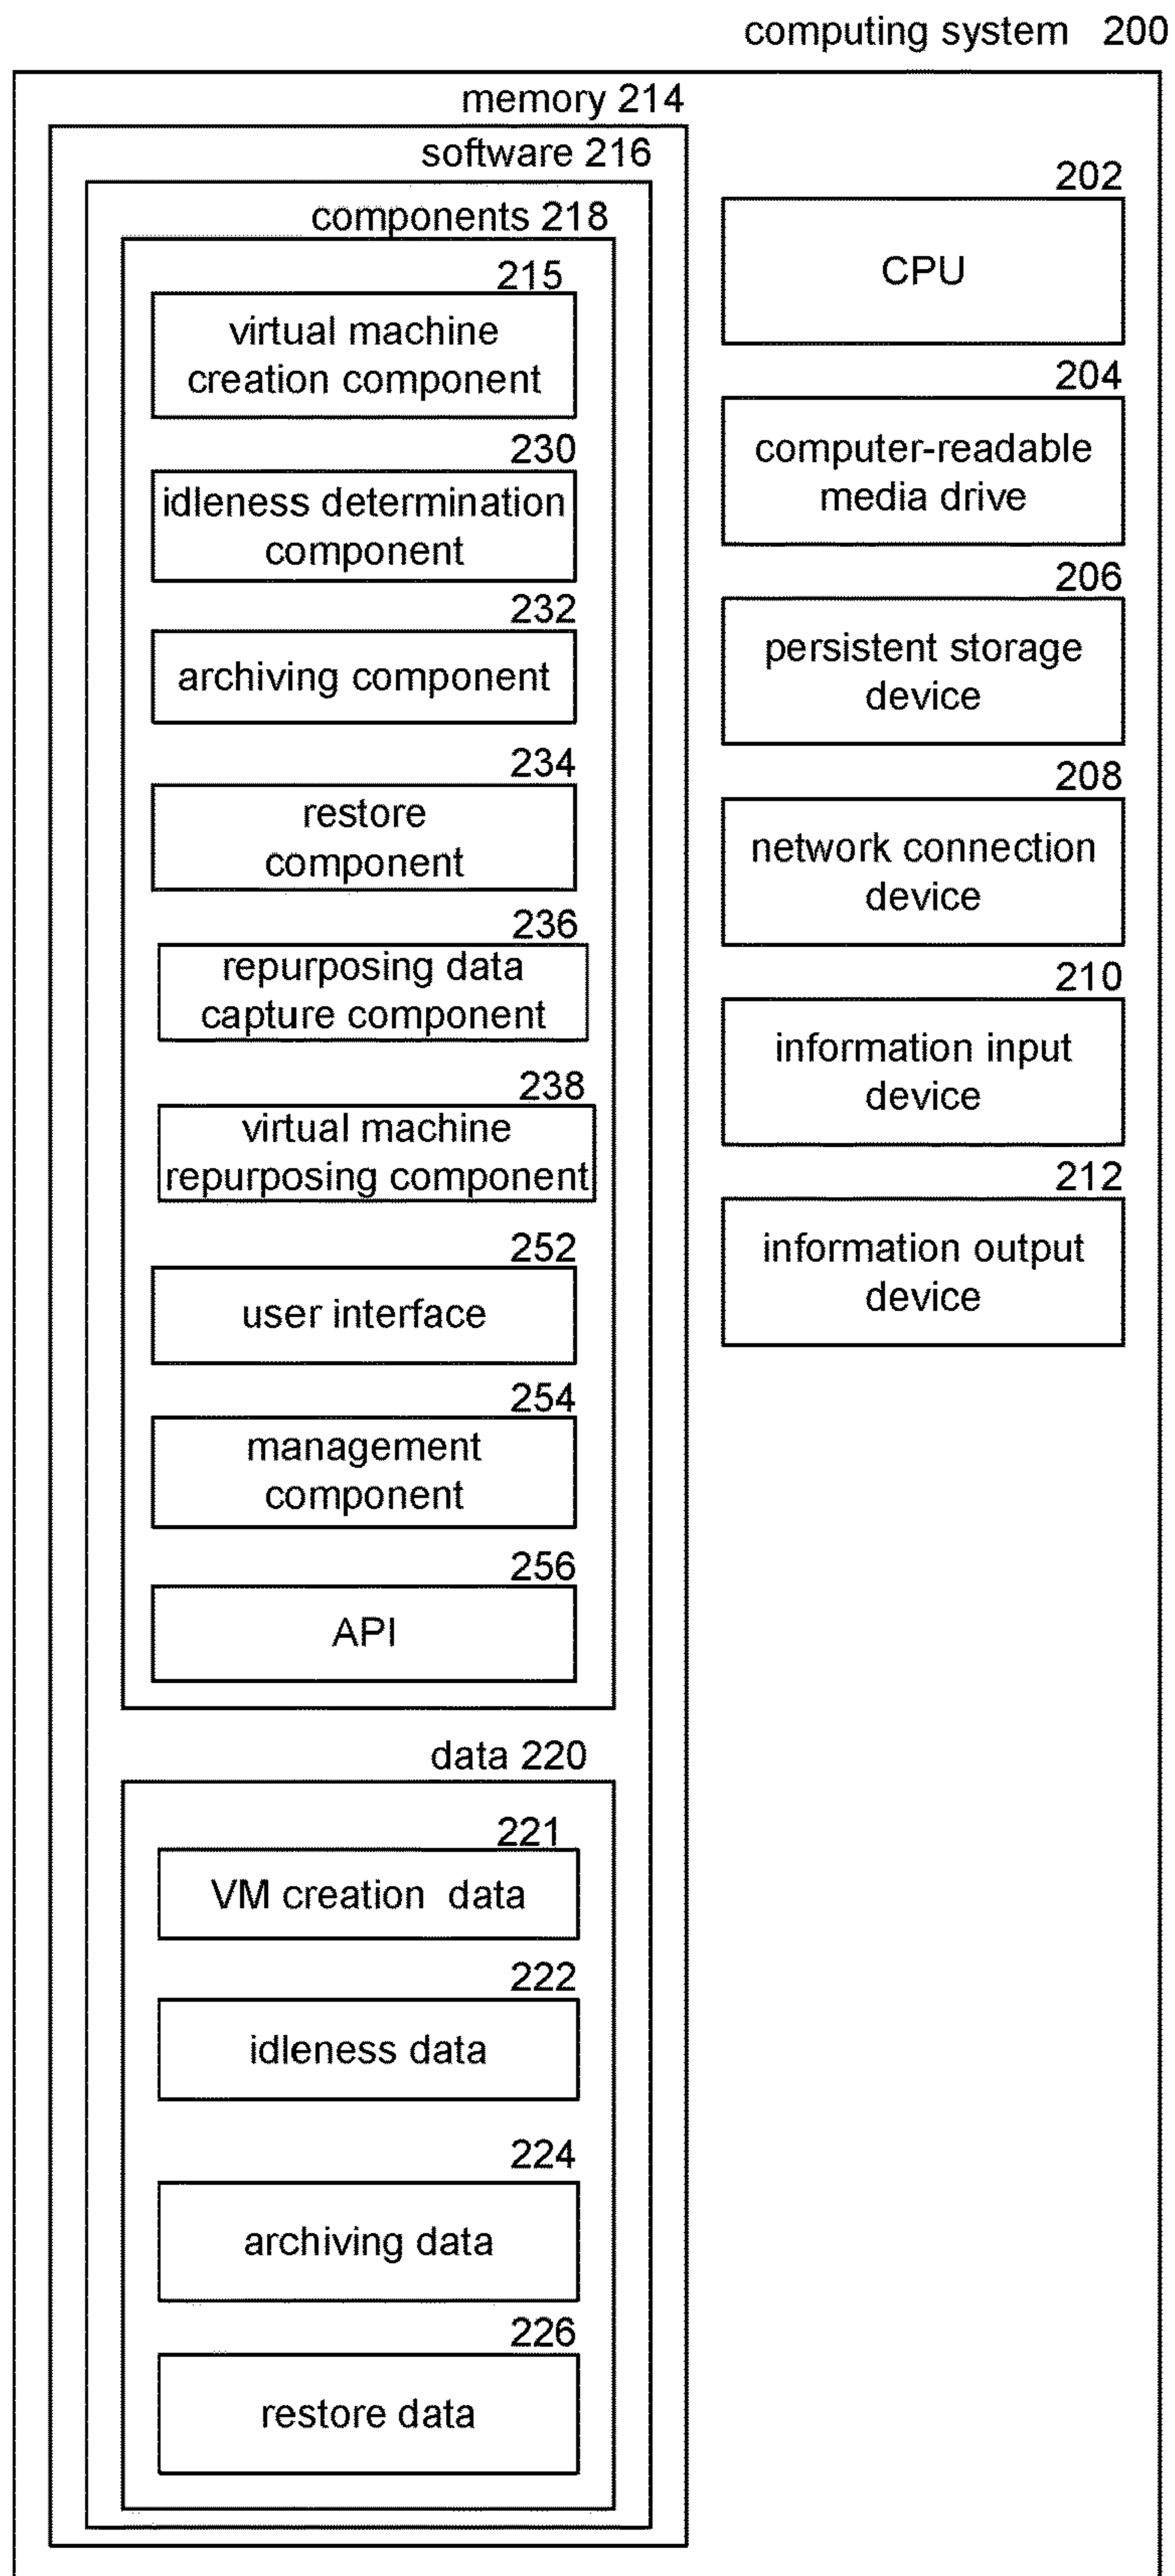 computing system 200
memory 214
software 216
components 218
215
virtual machine
creation component
230
idleness determination
component
232
archiving component
234
restore
component
236
repurposing data
capture component
238
virtual machine
repurposing component
252
user interface
254
management
component
256
API
data 220
221
VM creation data
222
idleness data
224
archiving data
226
restore data
202
CPU
204
computer-readable
media drive
206
persistent storage
device
208
network connection
device
210
information input
device
212
information output
device